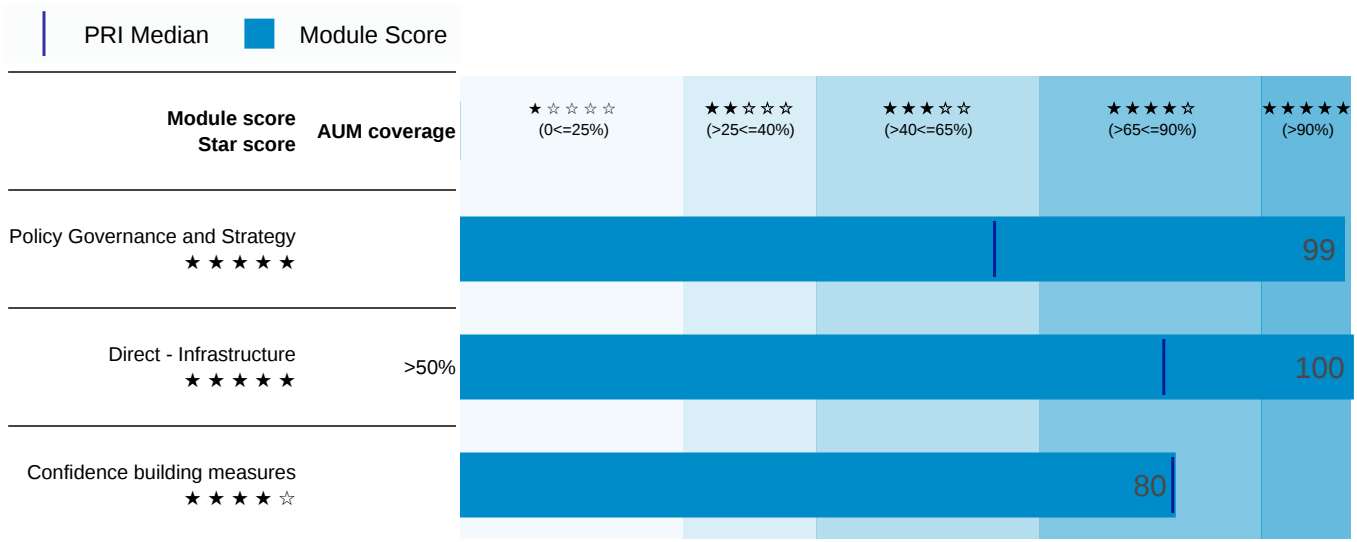 PRI Median Module Score
Module score
Star score
AUM coverage
★☆☆☆☆
(0<=25%)
★★☆☆☆
(>25<=40%)
★★★☆☆
(>40<=65%)
★★★★☆
(>65<=90%)
★★★★★
(>90%)
Policy Governance and Strategy
★★★★★
99
Direct - Infrastructure
★★★★★
>50%
100
Confidence building measures
★★★★☆
80